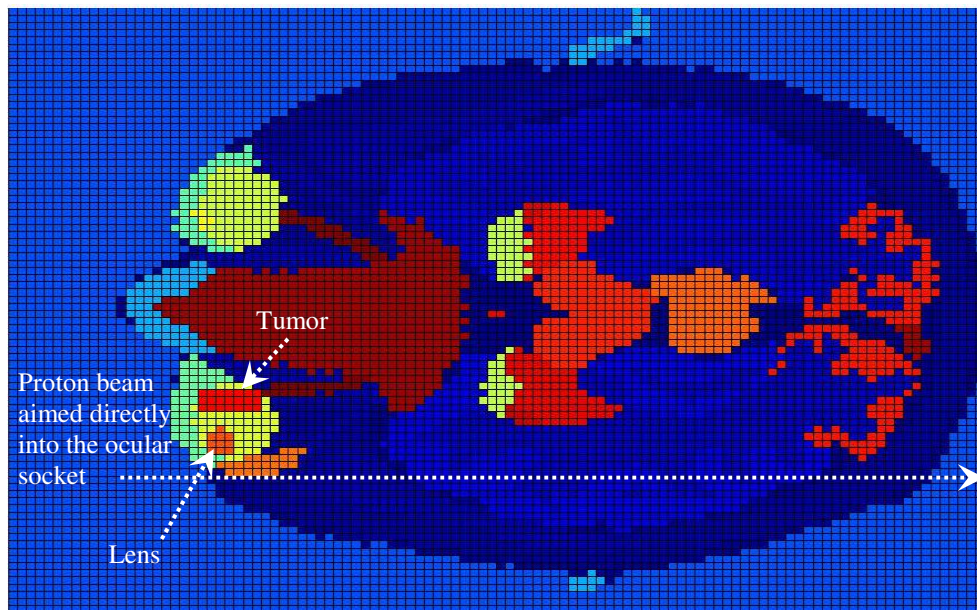 Tumor
Proton beam
aimed directly
into the ocular
socket
Lens